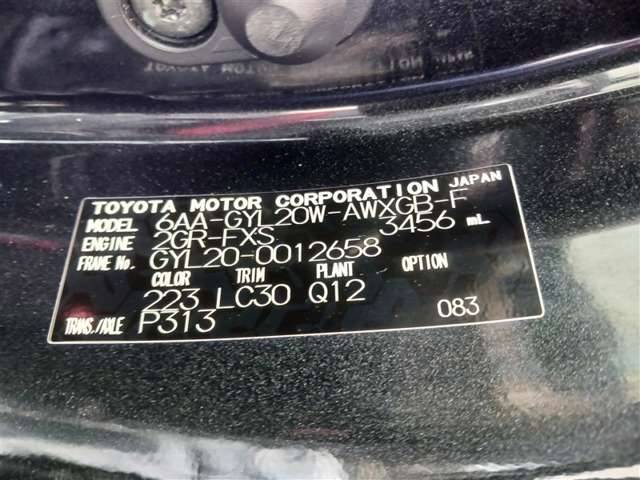 TOYOTA MOTOR CORPORATION JAPAN
MODEL 6AA-GYL20W-AWXGB-F
ENGINE 2GR-FXS 3456 mL
FRAME No. GYL20-0012658
COLOR TRIM PLANT OPTION
223 LC30 Q12
TRANS./AXLE P313 083